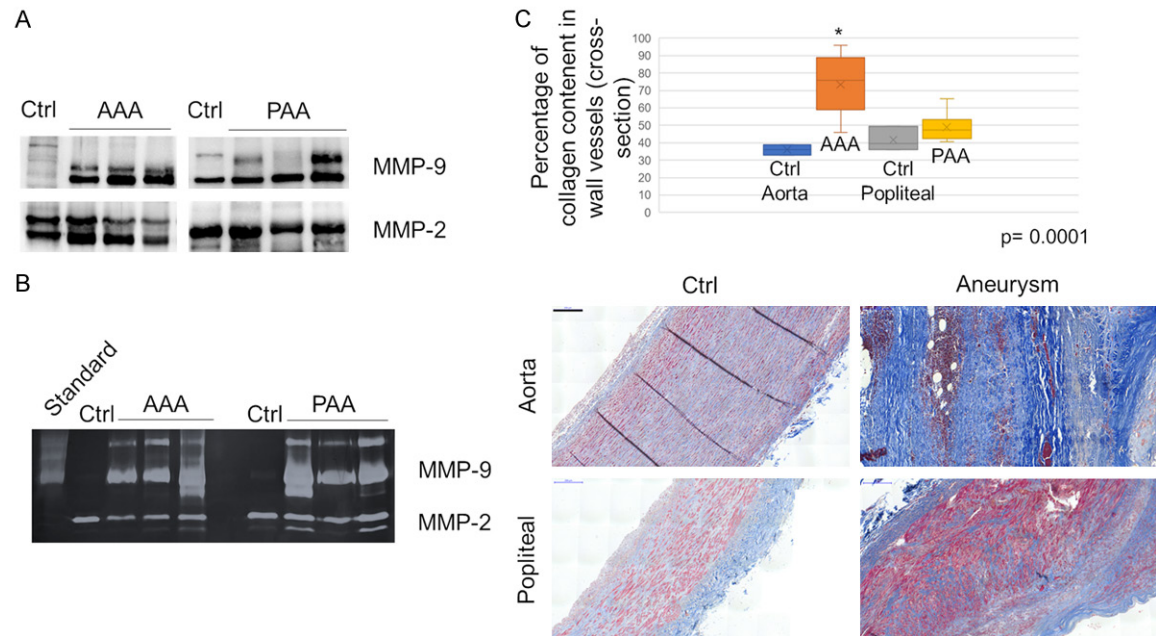 A
Ctrl AAA Ctrl PAA
MMP-9
MMP-2
B
Standard
Ctrl AAA Ctrl PAA
MMP-9
MMP-2
C
Percentage of
collagen contenent in
wall vessels (cross-
section)
100
90
80
70
60
50
40
30
20
10
0
*
Ctrl
Aorta
AAA
Ctrl
Popliteal
PAA
p= 0.0001
Ctrl Aneurysm
Aorta
Popliteal